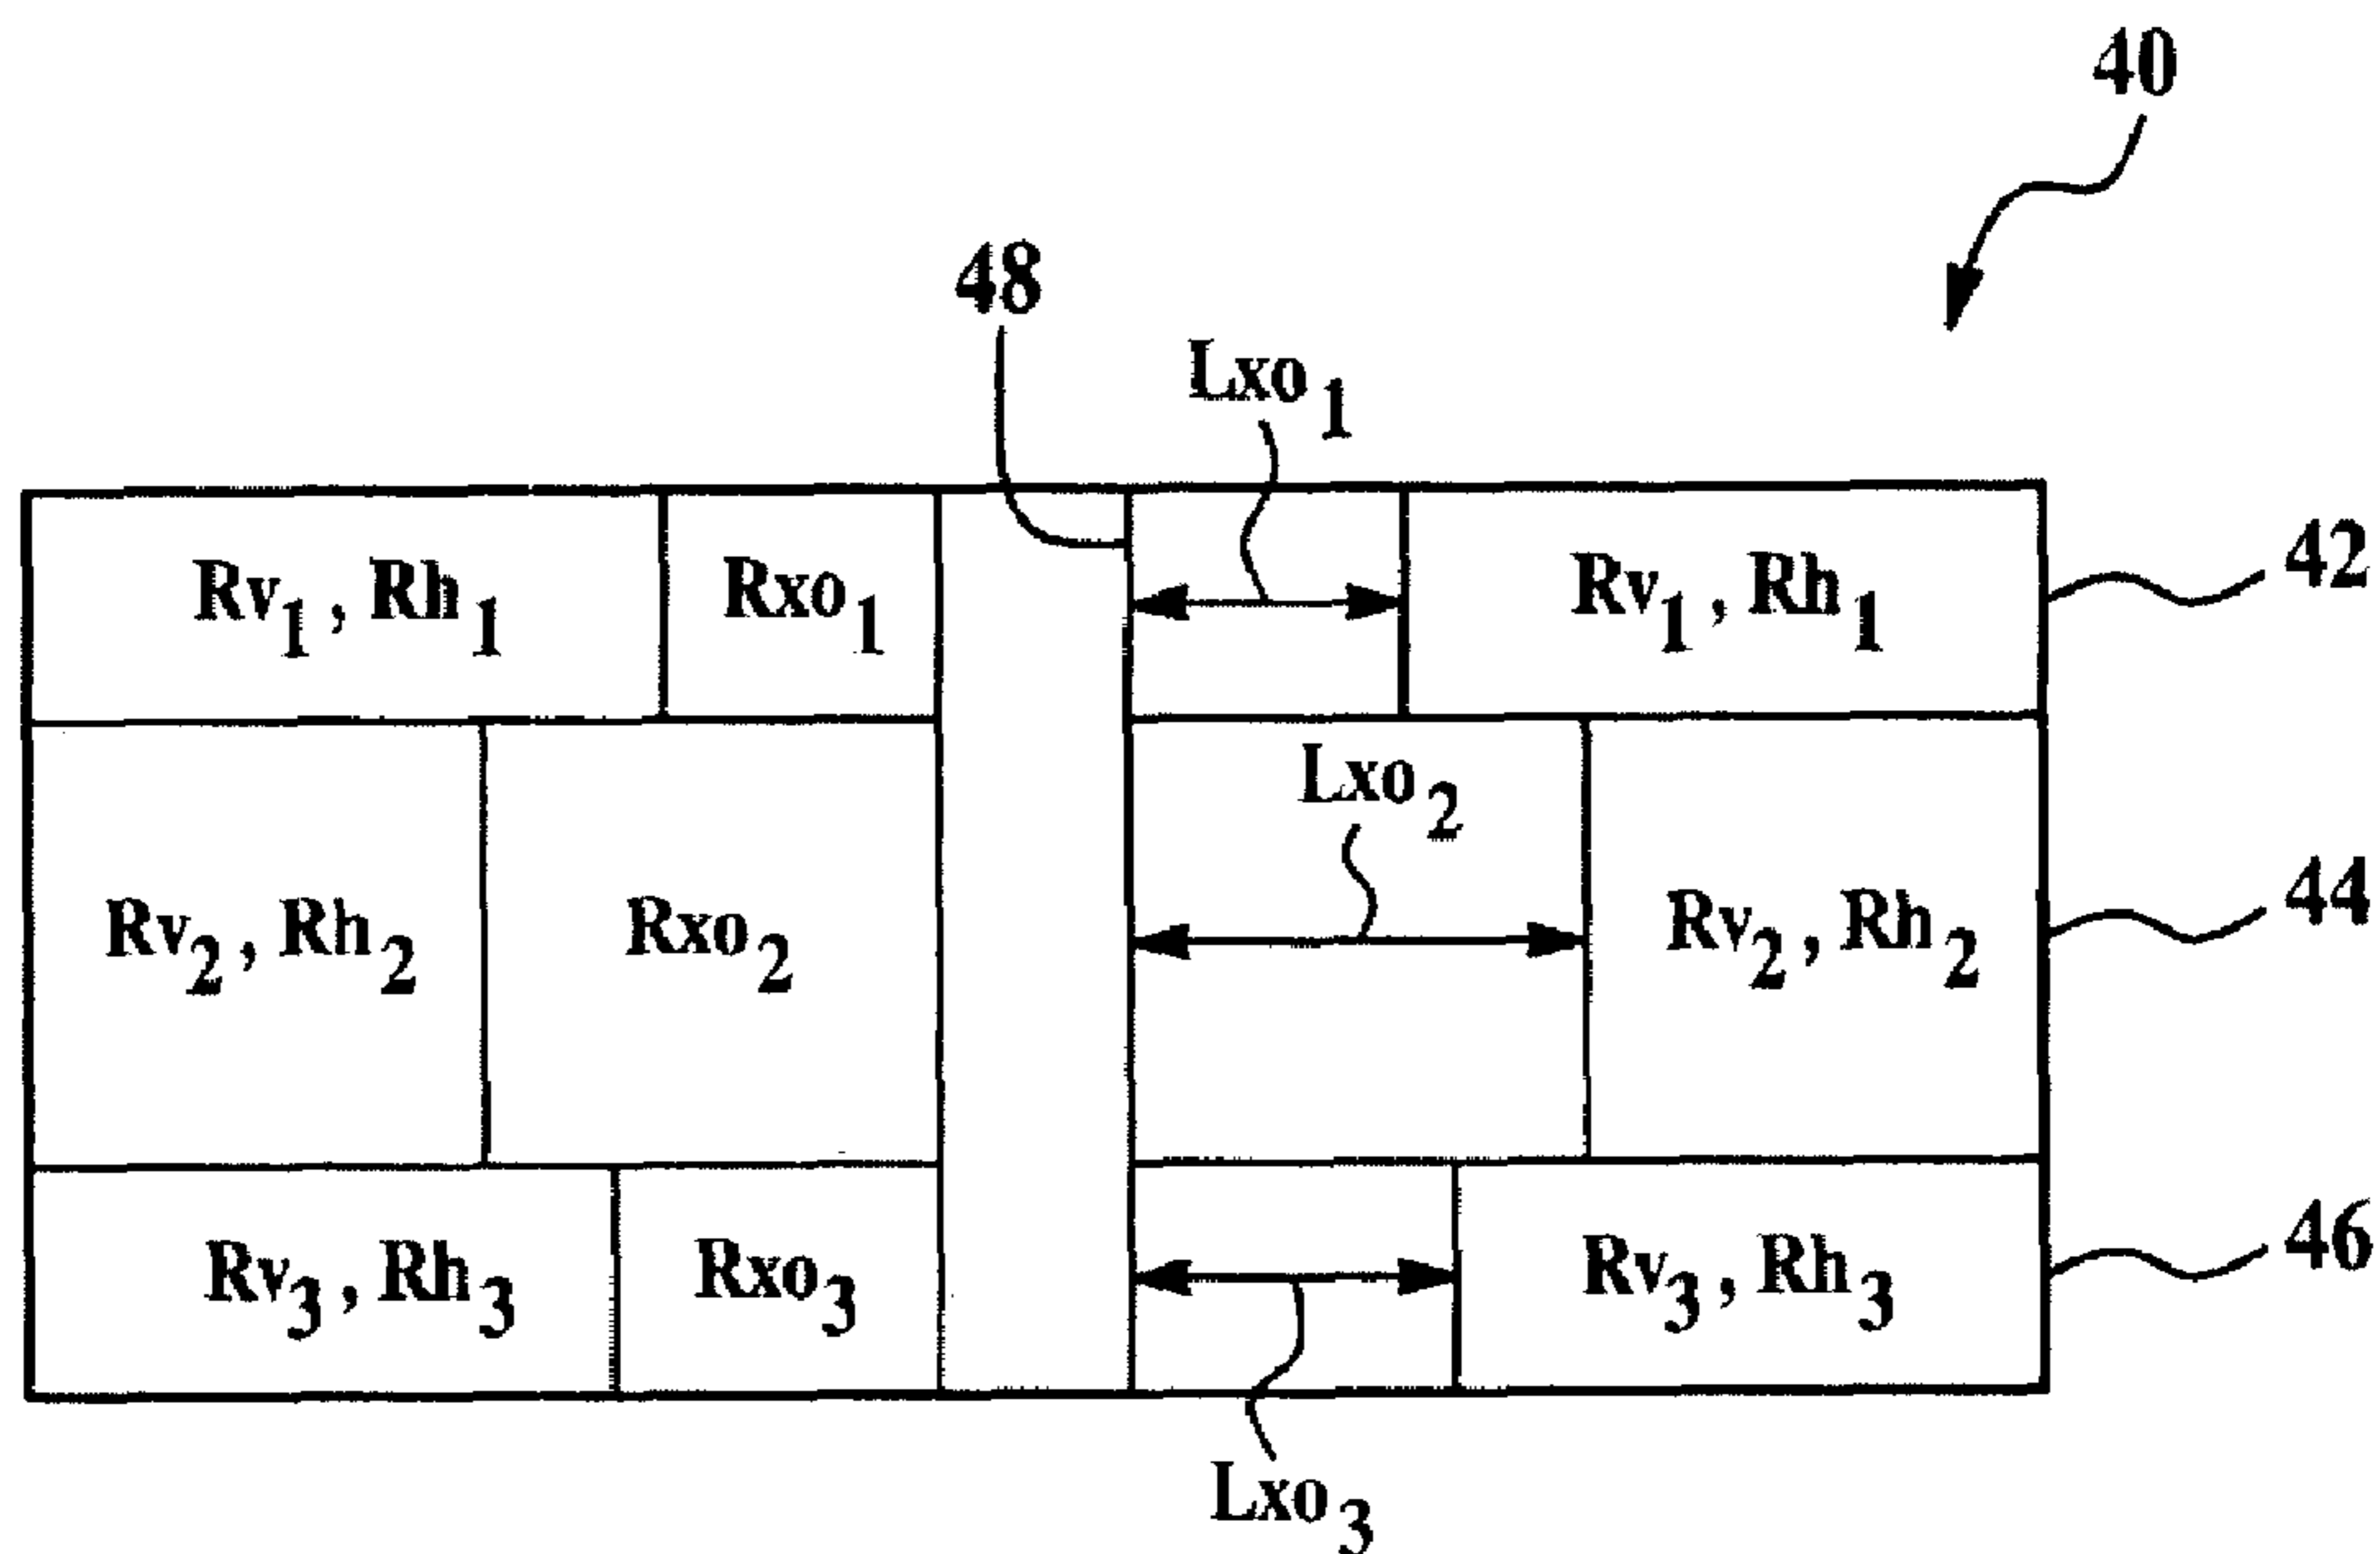 40
48
Lxo1
Rv1, Rh1
Rxo1
Rv1, Rh1
42
Lxo2
Rv2, Rh2
Rxo2
Rv2, Rh2
44
Rv3, Rh3
Rxo3
Rv3, Rh3
46
Lxo3